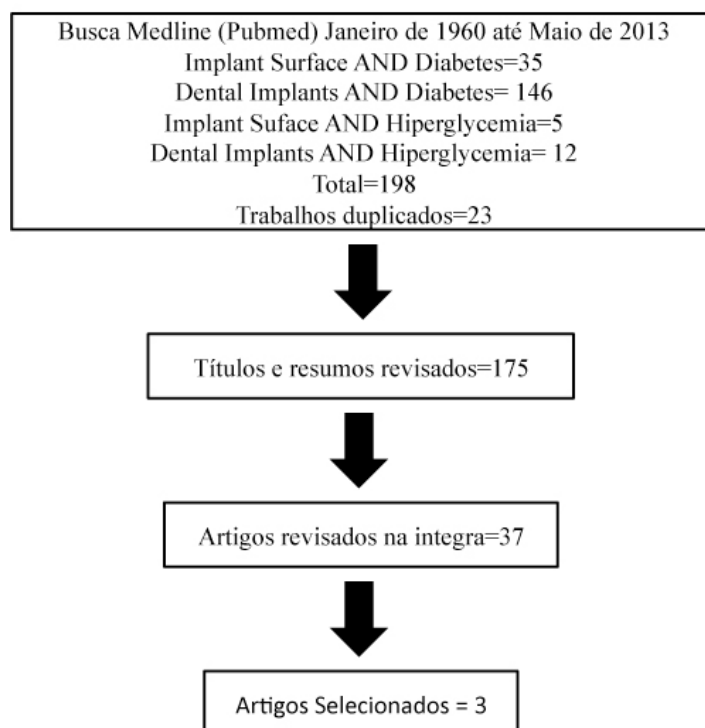 Busca Medline (Pubmed) Janeiro de 1960 até Maio de 2013
Implant Surface AND Diabetes=35
Dental Implants AND Diabetes= 146
Implant Suface AND Hiperglycemia=5
Dental Implants AND Hiperglycemia= 12
Total=198
Trabalhos duplicados=23
Títulos e resumos revisados=175
Artigos revisados na integra=37
Artigos Selecionados = 3